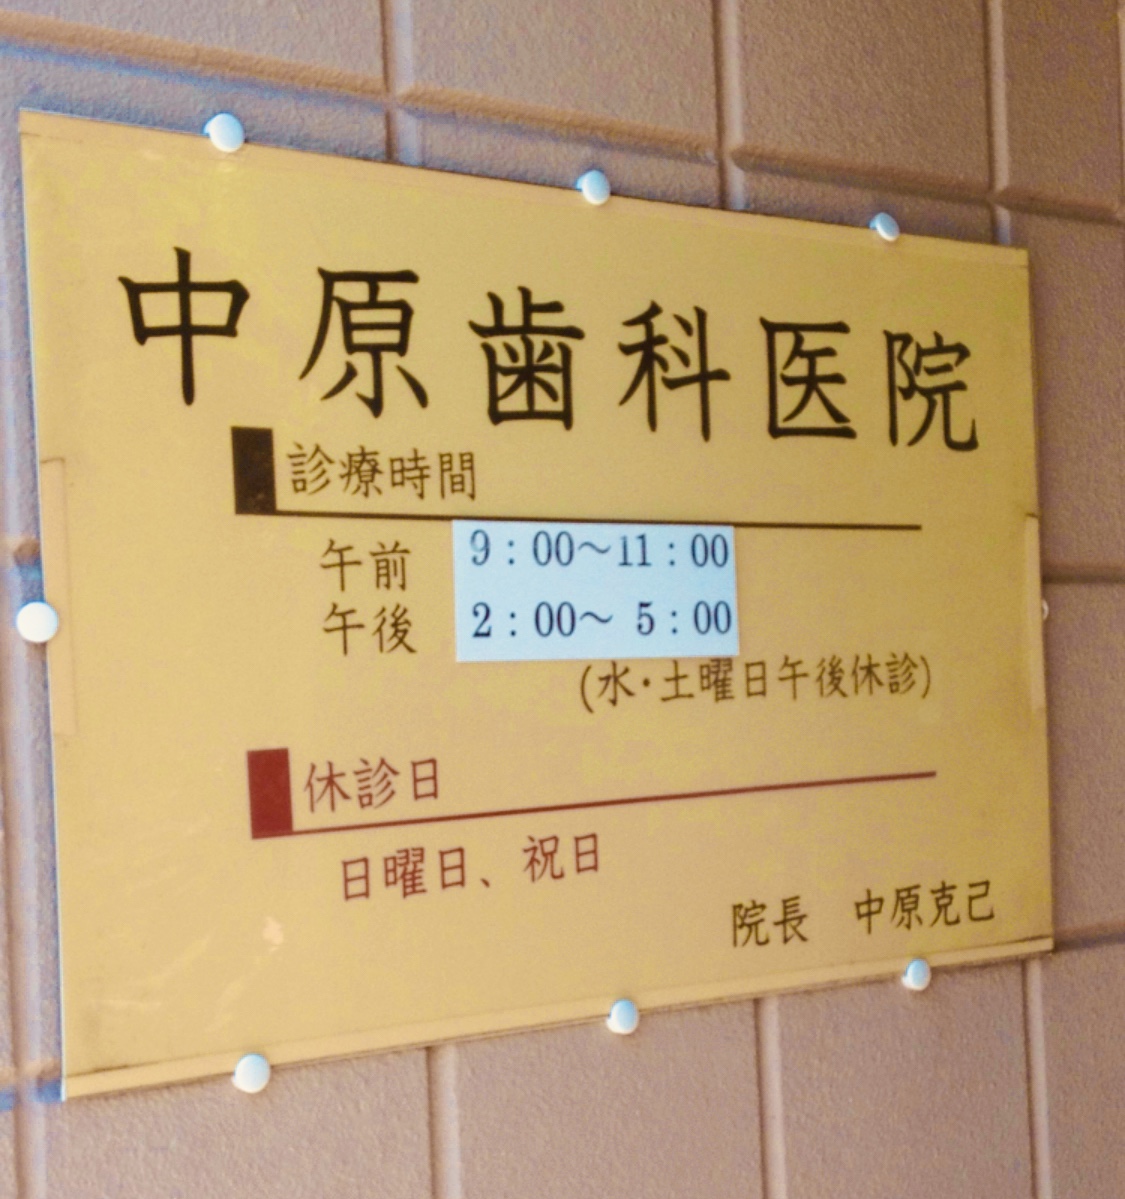 中原歯科医院
診療時間
午前 9：00～11：00
午後 2：00～ 5：00
(水・土曜日午後休診)
休診日
日曜日、祝日
院長　中原克己